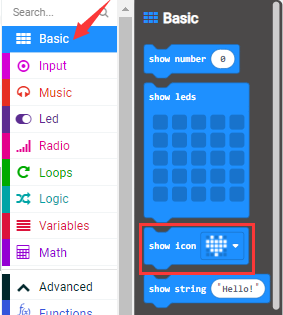 Search...
Basic
Input
Music
Led
Radio
Loops
Logic
Variables
Math
Advanced
Functions
Basic
show number 0
show leds
show icon
show string "Hello!"